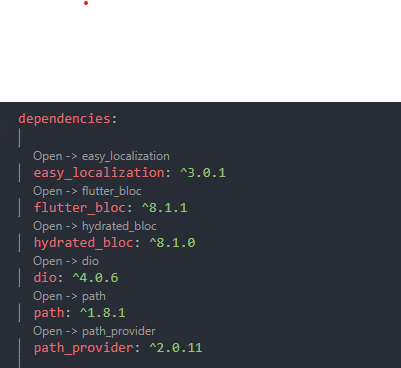 dependencies:
Open -> easy_localization
easy_localization: ^3.0.1
Open -> flutter_bloc
flutter_bloc: ^8.1.1
Open -> hydrated_bloc
hydrated_bloc: ^8.1.0
Open -> dio
dio: ^4.0.6
Open -> path
path: ^1.8.1
Open -> path_provider
path_provider: ^2.0.11